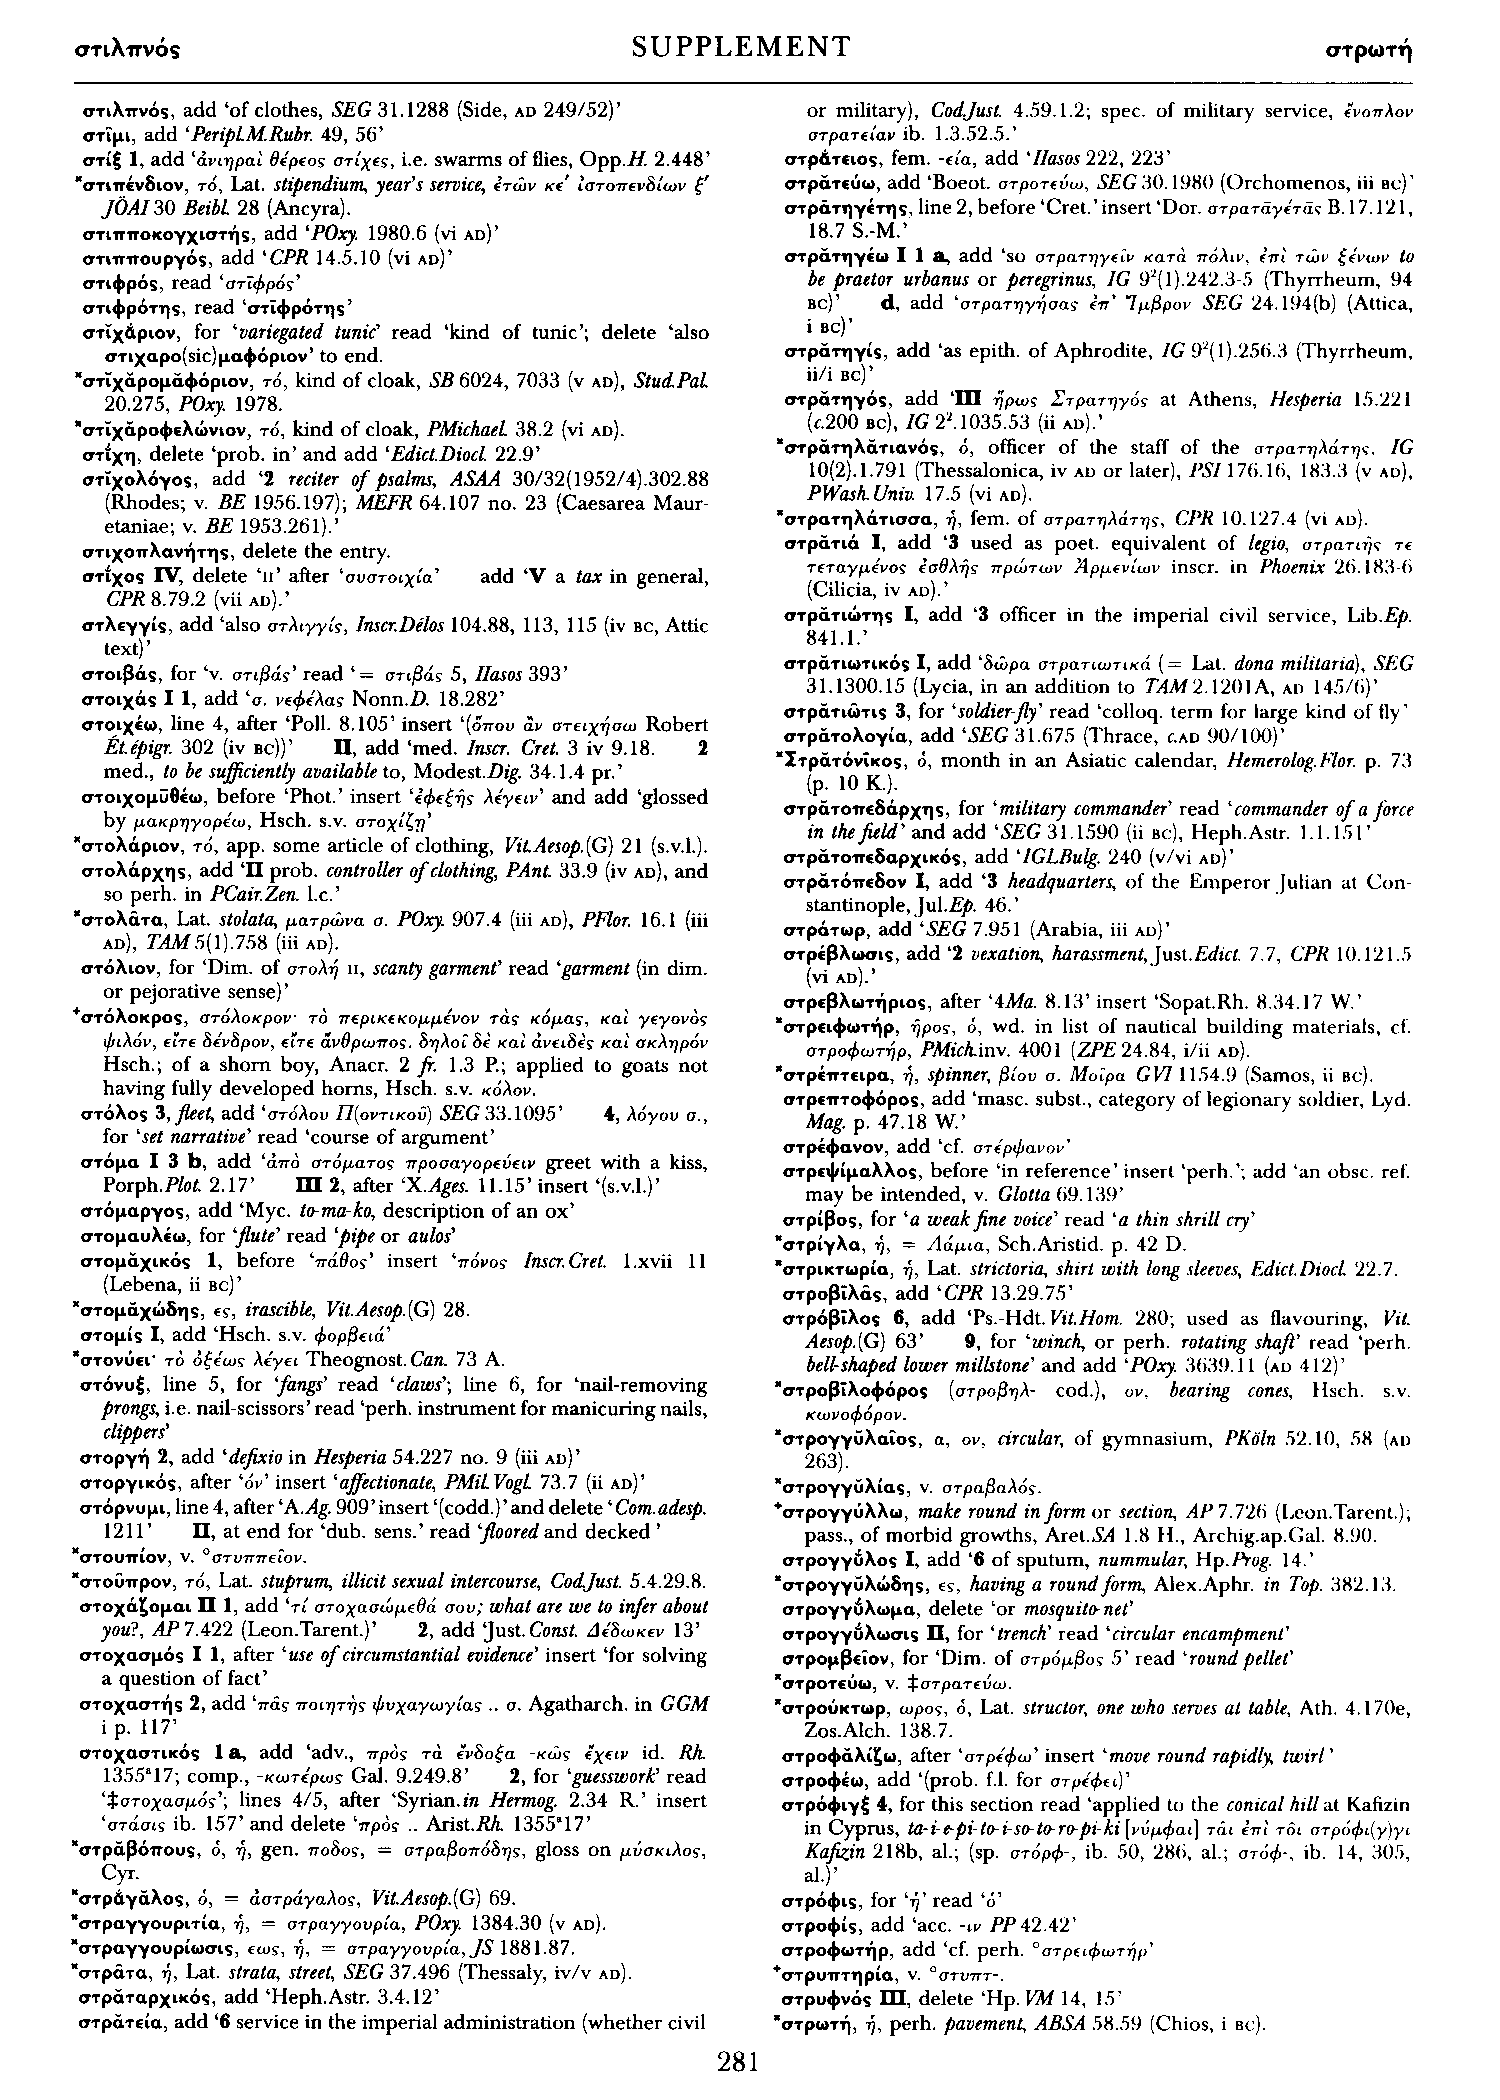 στιλπνός
SUPPLEMENT
στρωτή
στιλπνός, add ‘of clothes, SEG 31.1288 (Side, AD 249/52)’
στῖμι, add ‘Peripl.M.Rubr. 49, 56’
στίξ 1, add ‘ἀνιηραὶ θέρεος στίχες, i.e. swarms of flies, Opp.H. 2.448’
*στιπένδιον, τό, Lat. stipendium, year's service, ἐτῶν κεʹ ἰστοπενδίων ξʹ
JÖAI 30 Beibl. 28 (Ancyra).
στιππoκογχιστής, add ‘POxy. 1980.6 (vi AD)’
στιππουργός, add ‘CPR 14.5.10 (vi AD)’
στιφρός, read ‘στῑφρός’
στιφρότης, read ‘στῑφρότης’
στῐχᾰριον, for ‘variegated tunic’ read ‘kind of tunic’; delete ‘also
στιχαρο(sic)μαφόριον’ to end.
*στῐχᾰρομᾰφόριον, τό, kind of cloak, SB 6024, 7033 (v AD), Stud.Pal.
20.275, POxy. 1978.
*στῐχᾰροφελώνιον, τό, kind of cloak, PMichael. 38.2 (vi AD).
στῐ́χη, delete ‘prob. in’ and add ‘Edict.Diocl. 22.9’
στῐχολόγος, add ‘2 reciter of psalms, ASAA 30/32(1952/4).302.88
(Rhodes; v. BE 1956.197); MEFR 64.107 no. 23 (Caesarea Maur-
etaniae; v. BE 1953.261).’
στιχοπλανήτης, delete the entry.
στῐ́χος IV, delete ‘II’ after ‘συστοιχία’ add ‘V a tax in general,
CPR 8.79.2 (vii AD).’
στλεγγίς, add ‘also στλιγγίς, Inscr.Délos 104.88, 113, 115 (iv BC, Attic
text)’
στοιβάς, for ‘v. στιβάς’ read ‘= στιβάς 5, IIasos 393’
στοιχάς I 1, add ‘σ. νεφέλας Nonn.D. 18.282’
στοιχέω, line 4, after ‘Poll. 8.105’ insert ‘(ὅπου ἂν στειχήσω Robert
Ét.épigr. 302 (iv BC))’ II, add ‘med. Inscr. Cret. 3 iv 9.18. 2
med., to be sufficiently available to, Modest.Dig. 34.1.4 pr.’
στοιχομῡθέω, before ‘Phot.’ insert ‘ἐφεξῆς λέγειν’ and add ‘glossed
by μακρηγορέω, Hsch. s.v. στοχίζῃ’
*στολάριον, τό, app. some article of clothing, Vit.Aesop.(G) 21 (s.v.l.).
στολάρχης, add ‘II prob. controller of clothing, PAnt. 33.9 (iv AD), and
so perh. in PCair.Zen. l.c.’
*στολᾶτα, Lat. stolata, ματρῶνα σ. POxy. 907.4 (iii AD), PFlor. 16.1 (iii
AD), TAM 5(1).758 (iii AD).
στόλιον, for ‘Dim. of στολή II, scanty garment’ read ‘garment (in dim.
or pejorative sense)’
⁺στόλοκρος, στόλοκρον· τὸ περικεκομμένον τὰς κόμας, καὶ γεγονὸς
ψιλόν, εἴτε δένδρον, εἴτε ἄνθρωπος. δηλοῖ δὲ καὶ ἀνειδὲς καὶ σκληρόν
Hsch.; of a shorn boy, Anacr. 2 fr. 1.3 P.; applied to goats not
having fully developed horns, Hsch. s.v. κόλον.
στόλος 3, fleet, add ‘στόλου Π(οντικοῦ) SEG 33.1095’ 4, λόγου σ.,
for ‘set narrative’ read ‘course of argument’
στόμα I 3 b, add ‘ἀπὸ στόματος προσαγορεύειν greet with a kiss,
Porph.Plot. 2.17’ III 2, after ‘X.Ages. 11.15’ insert ‘(s.v.l.)’
στόμαργος, add ‘Myc. to-ma-ko, description of an ox’
στομαυλέω, for ‘flute’ read ‘pipe or aulos’
στομᾰχικός 1, before ‘πάθος’ insert ‘πόνος Inscr.Cret. 1.xvii 11
(Lebena, ii BC)’
*στομᾰχώδης, ες, irascible, Vit.Aesop.(G) 28.
στομίς I, add ‘Hsch. s.v. φορβειά’
*στονύει· τὸ ὀξέως λέγει Theognost.Can. 73 A.
στόνυξ, line 5, for ‘fangs’ read ‘claws’; line 6, for ‘nail-removing
prongs, i.e. nail-scissors’ read ‘perh. instrument for manicuring nails,
clippers’
στοργή 2, add ‘defixio in Hesperia 54.227 no. 9 (iii AD)’
στοργικός, after ‘όν’ insert ‘affectionate, PMil.Vogl. 73.7 (ii AD)’
στόρνυμι, line 4, after ‘A.Ag. 909’ insert ‘(codd.)’ and delete ‘Com.adesp.
1211’ II, at end for ‘dub. sens.’ read ‘floored and decked’
*στουπίον, v. °στυππεῖον.
*στοῦπρον, τό, Lat. stuprum, illicit sexual intercourse, Cod.Just. 5.4.29.8.
στοχάζομαι II 1, add ‘τί στοχασώμεθά σου; what are we to infer about
you?, AP 7.422 (Leon.Tarent.)’ 2, add ‘Just.Const. Δέδωκεν 13’
στοχασμός I 1, after ‘use of circumstantial evidence’ insert ‘for solving
a question of fact’
στοχαστής 2, add ‘πᾶς ποιητὴς ψυχαγωγίας .. σ. Agatharch. in GGM
i p. 117’
στοχαστικός 1 a, add ‘adv., πρὸς τὰ ἔνδοξα -κῶς ἔχειν id. Rh.
1355ᵃ17; comp., -κωτέρως Gal. 9.249.8’ 2, for ‘guesswork’ read
‘‡στοχασμός’; lines 4/5, after ‘Syrian.in Hermog. 2.34 R.’ insert
‘στάσις ib. 157’ and delete ‘πρὸς .. Arist.Rh. 1355ᵃ17’
*στρᾰβόπους, ὁ, ἡ, gen. ποδος, = στραβοπόδης, gloss on μύσκιλος,
Cyr.
*στρᾰ́γᾰλος, ὁ, = ἀστράγαλος, Vit.Aesop.(G) 69.
*στραγγουριτία, ἡ, = στραγγουρία, POxy. 1384.30 (v AD).
*στραγγουρίωσις, εως, ἡ, = στραγγουρία, JS 1881.87.
*στρᾶτα, ἡ, Lat. strata, street, SEG 37.496 (Thessaly, iv/v AD).
στρᾰταρχικός, add ‘Heph.Astr. 3.4.12’
στρᾰτεία, add ‘6 service in the imperial administration (whether civil
or military), Cod.Just. 4.59.1.2; spec. of military service, ἔνοπλον
στρατείαν ib. 1.3.52.5.’
στρᾰ́τειος, fem. -εία, add ‘IIasos 222, 223’
στρᾰτεύω, add ‘Boeot. στροτεύω, SEG 30.1980 (Orchomenos, iii BC)’
στρᾰτηγέτης, line 2, before ‘Cret.’ insert ‘Dor. στρατᾱγέτᾱς B.17.121,
18.7 S.-M.’
στρᾰτηγέω I 1 a, add ‘so στρατηγεῖν κατὰ πόλιν, ἐπὶ τῶν ξένων to
be praetor urbanus or peregrinus, IG 9²(1).242.3-5 (Thyrrheum, 94
BC)’ d, add ‘στρατηγήσας ἐπ’ Ἴμβρον SEG 24.194(b) (Attica,
i BC)’
στρᾰτηγίς, add ‘as epith. of Aphrodite, IG 9²(1).256.3 (Thyrrheum,
ii/i BC)’
στρᾰτηγός, add ‘III ἥρως Στρατηγός at Athens, Hesperia 15.221
(c.200 BC), IG 2².1035.53 (ii AD).’
*στρᾰτηλᾰτιανός, ὁ, officer of the staff of the στρατηλάτης, IG
10(2).1.791 (Thessalonica, iv AD or later), PSI 176.16, 183.3 (v AD),
PWash.Univ. 17.5 (vi AD).
*στρατηλάτισσα, ἡ, fem. of στρατηλάτης, CPR 10.127.4 (vi AD).
στρᾰτιά I, add ‘3 used as poet. equivalent of legio, στρατιῆς τε
τεταγμένος ἐσθλῆς πρώτων Ἀρμενίων inscr. in Phoenix 26.183-6
(Cilicia, iv AD).’
στρᾰτιώτης I, add ‘3 officer in the imperial civil service, Lib.Ep.
841.1.’
στρᾰτιωτικός I, add ‘δῶρα στρατιωτικά (= Lat. dona militaria), SEG
31.1300.15 (Lycia, in an addition to TAM 2.1201A, AD 145/6)’
στρᾰτιῶτις 3, for ‘soldier-fly’ read ‘colloq. term for large kind of fly’
στρᾰτολογία, add ‘SEG 31.675 (Thrace, c.AD 90/100)’
*Στρᾰτόνῑκος, ὁ, month in an Asiatic calendar, Hemerolog.Flor. p. 73
(p. 10 K.).
στρᾰτοπεδάρχης, for ‘military commander’ read ‘commander of a force
in the field’ and add ‘SEG 31.1590 (ii BC), Heph.Astr. 1.1.151’
στρᾰτοπεδαρχικός, add ‘IGLBulg. 240 (v/vi AD)’
στρᾰτόπεδον I, add ‘3 headquarters, of the Emperor Julian at Con-
stantinople, Jul.Ep. 46.’
στράτωρ, add ‘SEG 7.951 (Arabia, iii AD)’
στρέβλωσις, add ‘2 vexation, harassment, Just.Edict. 7.7, CPR 10.121.5
(vi AD).’
στρεβλωτήριος, after ‘4Ma. 8.13’ insert ‘Sopat.Rh. 8.34.17 W.’
*στρειφωτήρ, ῆρος, ὁ, wd. in list of nautical building materials, cf.
στροφωτήρ, PMich.inv. 4001 (ZPE 24.84, i/ii AD).
*στρέπτειρα, ἡ, spinner, βίου σ. Μοῖρα GVI 1154.9 (Samos, ii BC).
στρεπτοφόρος, add ‘masc. subst., category of legionary soldier, Lyd.
Mag. p. 47.18 W.’
στρέφανον, add ‘cf. στέρψανον’
στρεψίμαλλος, before ‘in reference’ insert ‘perh.’; add ‘an obsc. ref.
may be intended, v. Glotta 69.139’
στρίβος, for ‘a weak fine voice’ read ‘a thin shrill cry’
*στρίγλα, ἡ, = Λάμια, Sch.Aristid. p. 42 D.
*στρικτωρία, ἡ, Lat. strictoria, shirt with long sleeves, Edict.Diocl. 22.7.
στροβῑλᾶς, add ‘CPR 13.29.75’
στρόβῑλος 6, add ‘Ps.-Hdt.Vit.Hom. 280; used as flavouring, Vit.
Aesop.(G) 63’ 9, for ‘winch, or perh. rotating shaft’ read ‘perh.
bell-shaped lower millstone’ and add ‘POxy. 3639.11 (AD 412)’
*στροβῑλοφόρος (στροβηλ- cod.), ον, bearing cones, Hsch. s.v.
κωνοφόρον.
*στρογγῠλαῖος, α, ον, circular, of gymnasium, PKöln 52.10, 58 (AD
263).
*στρογγῠλίας, v. στραβαλός.
⁺στρογγύλλω, make round in form or section, AP 7.726 (Leon.Tarent.);
pass., of morbid growths, Aret.SA 1.8 H., Archig.ap.Gal. 8.90.
στρογγῠ́λος I, add ‘6 of sputum, nummular, Hp.Prog. 14.’
*στρογγῠλώδης, ες, having a round form, Alex.Aphr. in Top. 382.13.
στρογγῠ́λωμα, delete ‘or mosquito-net’
στρογγῠ́λωσις II, for ‘trench’ read ‘circular encampment’
στρομβεῖον, for ‘Dim. of στρόμβος 5’ read ‘round pellet’
*στροτεύω, v. ‡στρατεύω.
*στρούκτωρ, ωρος, ὁ, Lat. structor, one who serves at table, Ath. 4.170e,
Zos.Alch. 138.7.
στροφᾰλίζω, after ‘στρέφω’ insert ‘move round rapidly, twirl’
στροφέω, add ‘(prob. f.l. for στρέφει)’
στρόφιγξ 4, for this section read ‘applied to the conical hill at Kafizin
in Cyprus, ta-i-e-pi-to-i-so-to-ro-pi-ki [νύμφαι] τᾶι ἐπὶ τōι στρόφι(γ)γι
Kafizin 218b, al.; (sp. στόρφ-, ib. 50, 286, al.; στόφ-, ib. 14, 305,
al.)’
στρόφις, for ‘ἡ’ read ‘ὁ’
στροφίς, add ‘acc. -ιν PP 42.42’
στροφωτήρ, add ‘cf. perh. °στρειφωτήρ’
⁺στρυπτηρία, v. °στυπτ-.
στρυφνός III, delete ‘Hp. VM 14, 15’
*στρωτή, ἡ, perh. pavement, ABSA 58.59 (Chios, i BC).
281